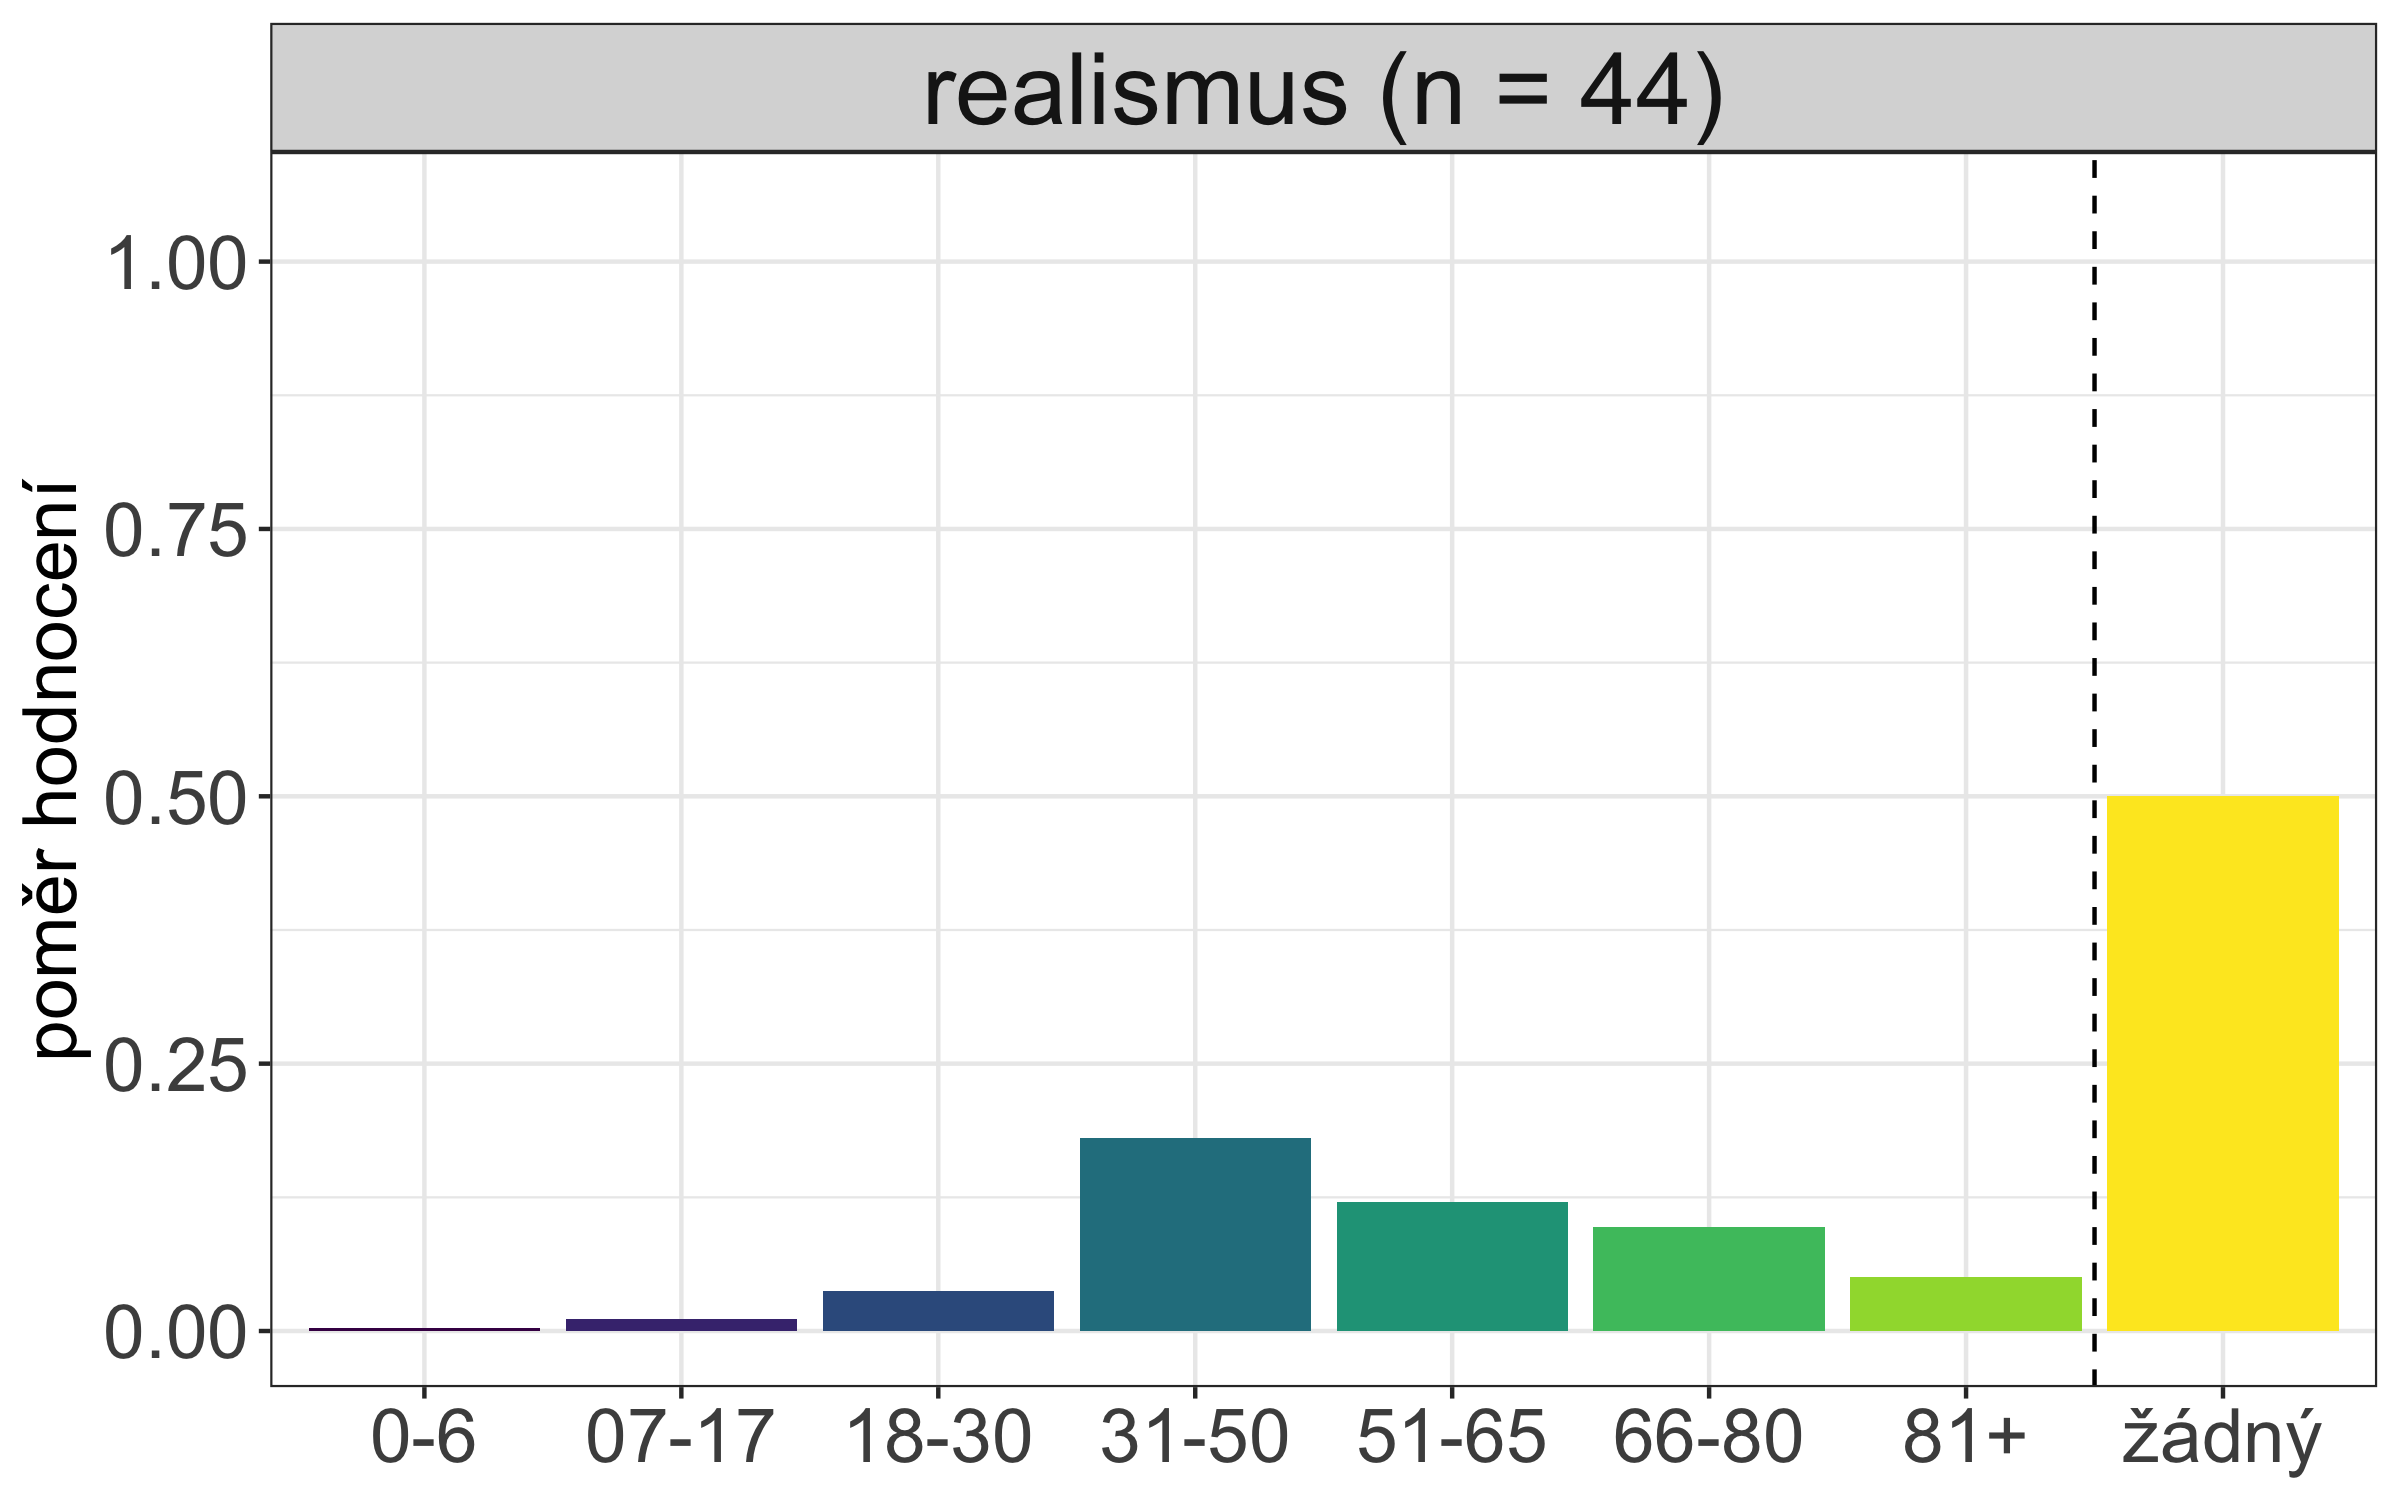 realismus (n = 44)
poměr hodnocení
1.00
0.75
0.50
0.25
0.00
0-6 07-17 18-30 31-50 51-65 66-80 81+ žádný